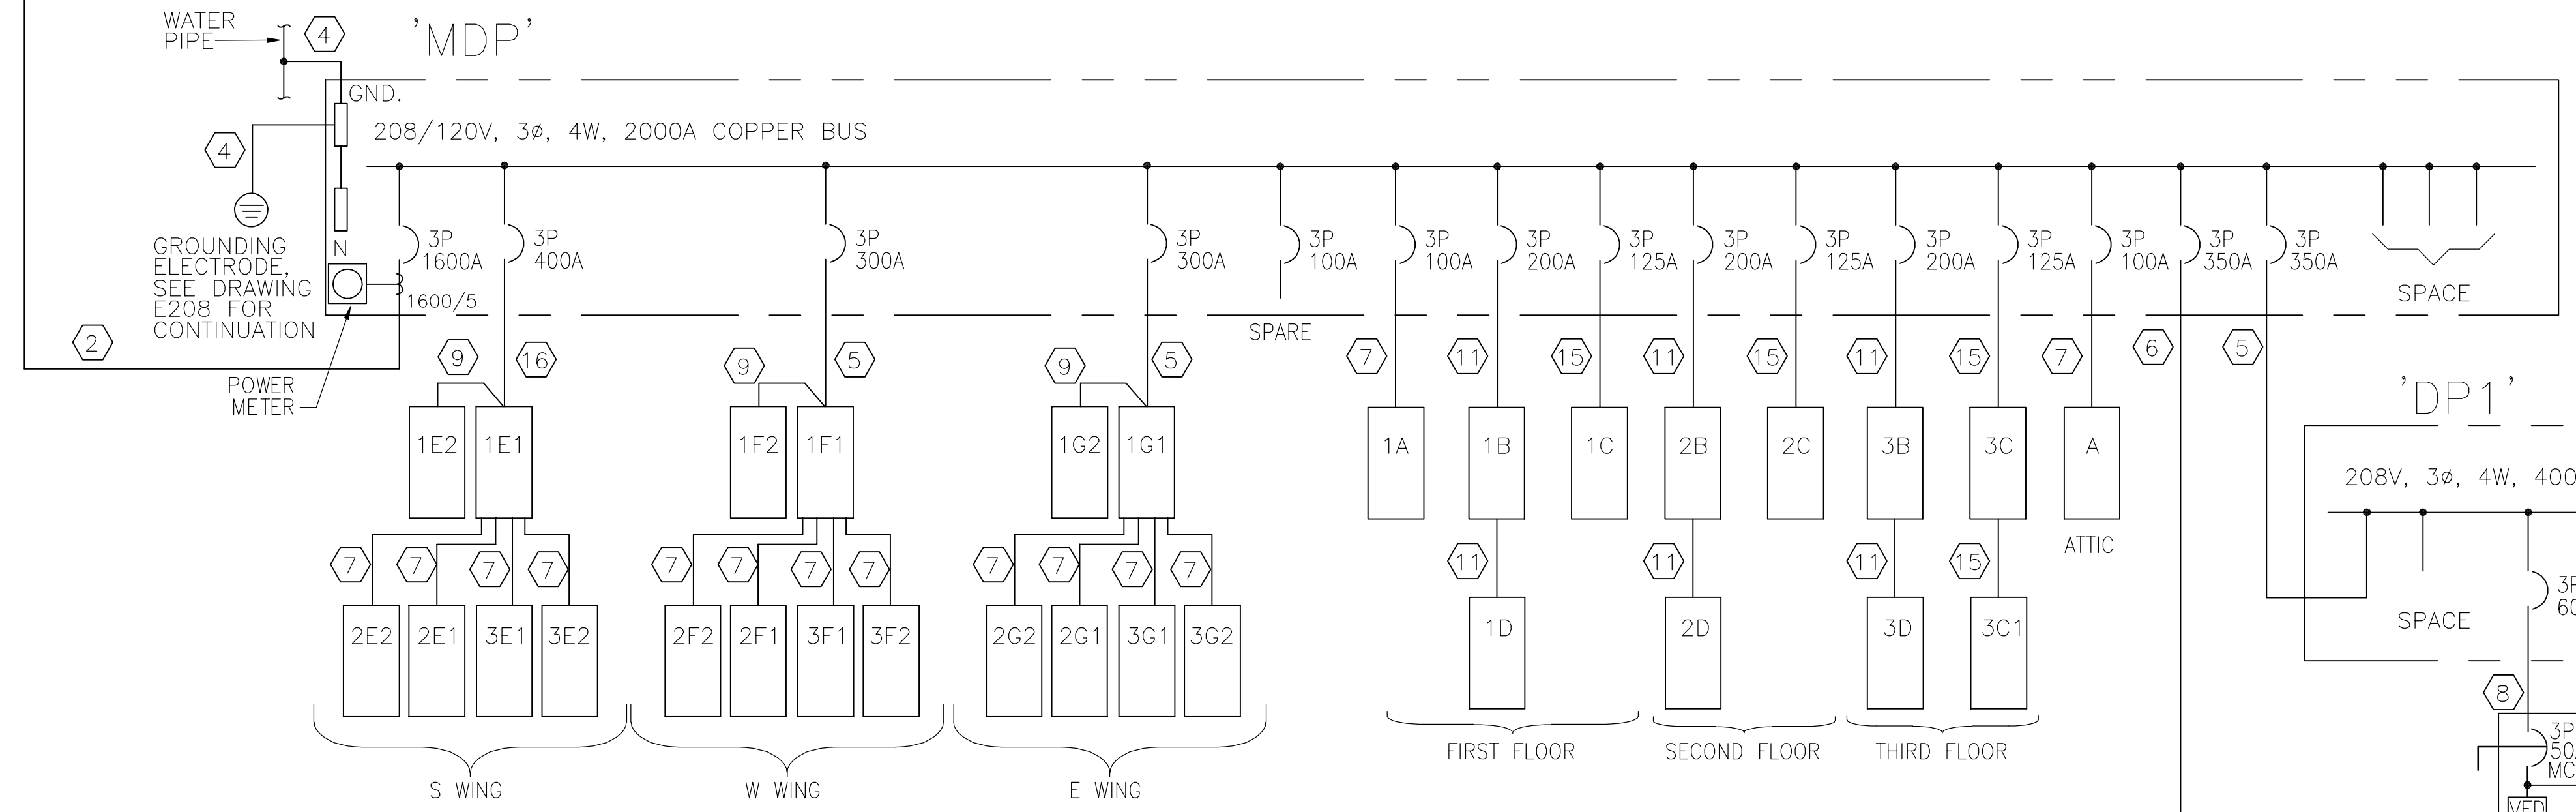 WATER
PIPE
4
'MDP'
GND.
208/120V, 3ø, 4W, 2000A COPPER BUS
4
GROUNDING
ELECTRODE,
SEE DRAWING
E208 FOR
CONTINUATION
N
3P
1600A
1600/5
3P
400A
3P
300A
3P
300A
3P
100A
3P
100A
3P
200A
3P
125A
3P
200A
3P
125A
3P
200A
3P
125A
3P
100A
3P
350A
3P
350A
SPACE
SPARE
2
POWER
METER
9
16
9
5
9
5
7
11
15
11
15
11
15
7
6
5
'DP1'
1E2
1E1
1F2
1F1
1G2
1G1
1A
1B
1C
2B
2C
3B
3C
A
ATTIC
208V, 3ø, 4W, 400
7
7
7
7
7
7
7
7
7
7
7
7
11
11
11
15
2E2
2E1
3E1
3E2
2F2
2F1
3F1
3F2
2G2
2G1
3G1
3G2
1D
2D
3D
3C1
SPACE
8
FIRST FLOOR
SECOND FLOOR
THIRD FLOOR
S WING
W WING
E WING
3P